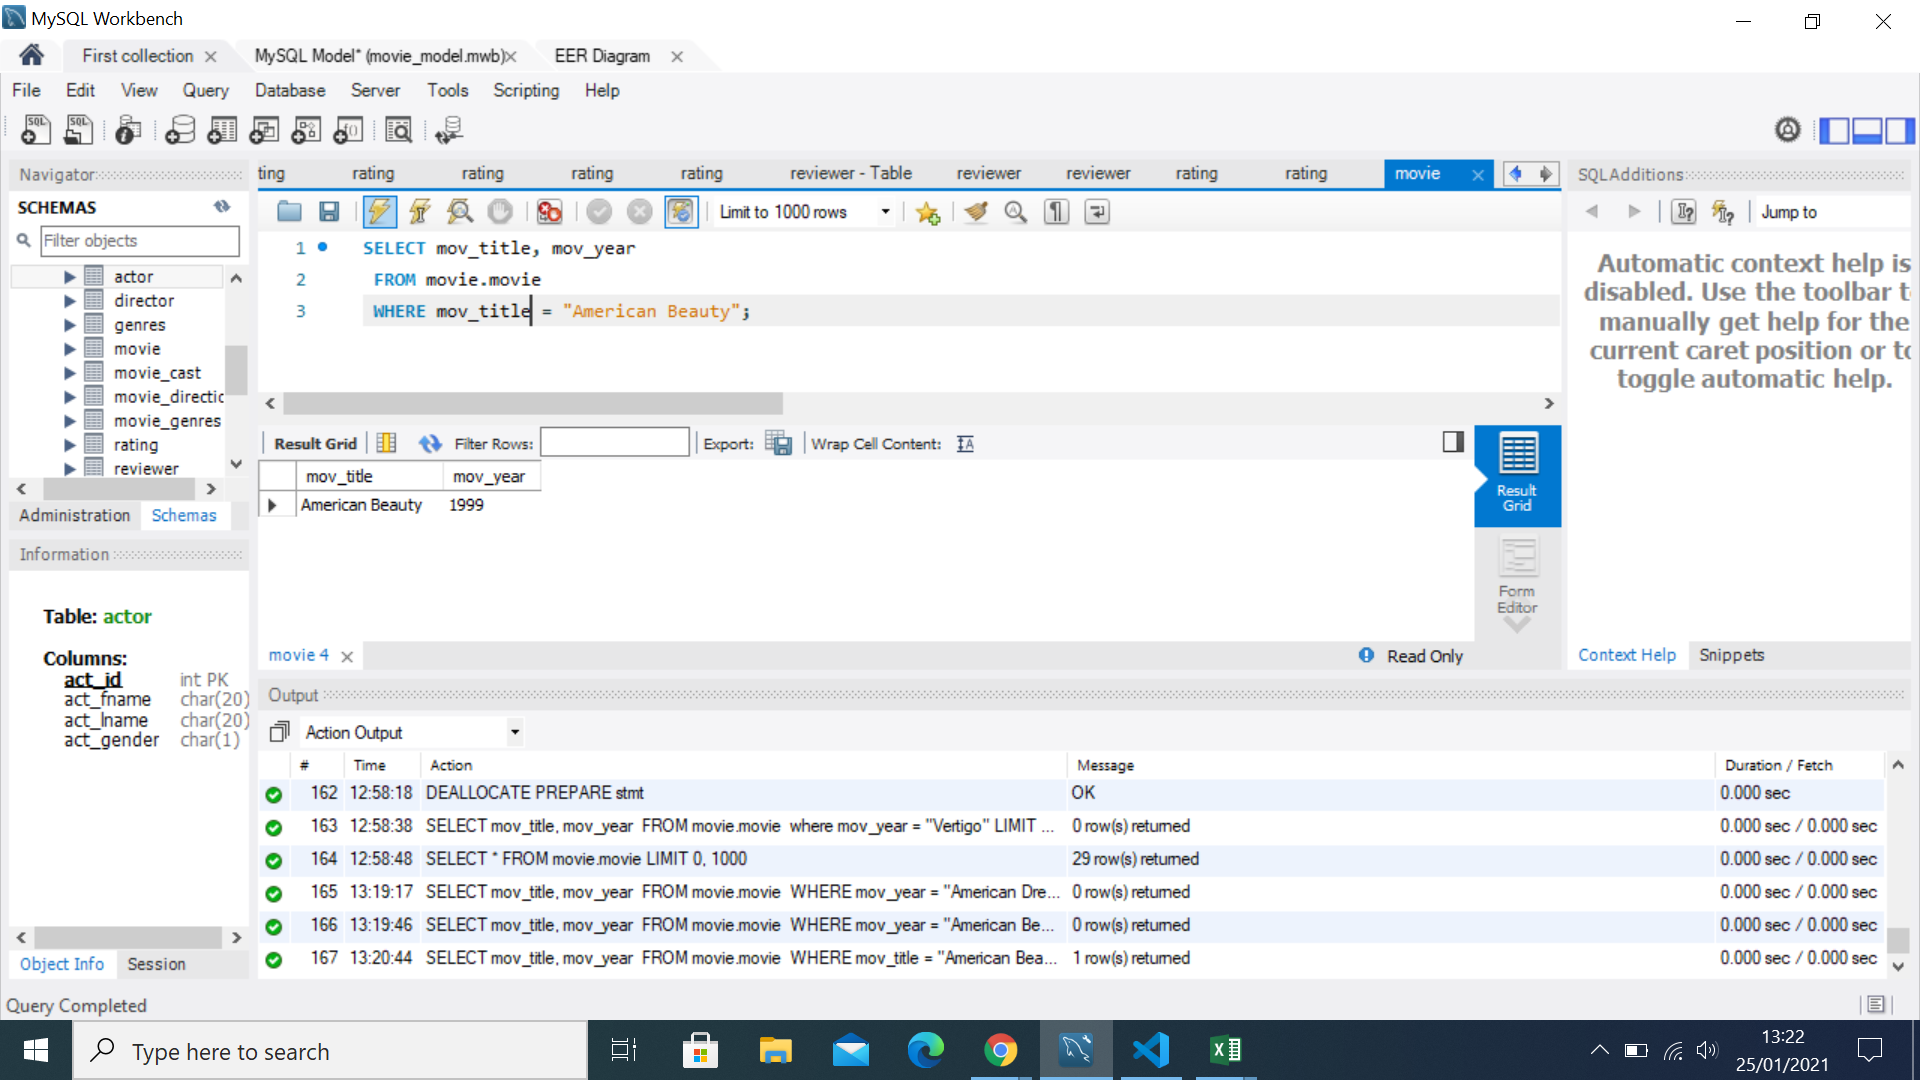 MySQL Workbench
First collection
MySQL Model* (movie_model.mwb)
EER Diagram
File Edit View Query Database Server Tools Scripting Help
Navigator
SCHEMAS
Filter objects
actor
director
genres
movie
movie_cast
movie_directic
movie_genres
rating
reviewer
Administration Schemas
Information
Table: actor
Columns:
act_id int PK
act_fname char(20)
act_lname char(20)
act_gender char(1)
Object Info Session
ting rating rating rating rating reviewer - Table reviewer reviewer rating rating movie
Limit to 1000 rows
1 SELECT mov_title, mov_year
2 FROM movie.movie
3 WHERE mov_title = "American Beauty";
Result Grid Filter Rows: Export: Wrap Cell Content:
mov_title mov_year
American Beauty 1999
Result Grid
Form Editor
movie 4
Read Only
SQLAdditions
Jump to
Automatic context help is
disabled. Use the toolbar t
manually get help for the
current caret position or to
toggle automatic help.
Context Help Snippets
Output
Action Output
# Time Action Message Duration / Fetch
162 12:58:18 DEALLOCATE PREPARE stmt OK 0.000 sec
163 12:58:38 SELECT mov_title, mov_year FROM movie.movie where mov_year = "Vertigo" LIMIT ... 0 row(s) returned 0.000 sec / 0.000 sec
164 12:58:48 SELECT * FROM movie.movie LIMIT 0, 1000 29 row(s) returned 0.000 sec / 0.000 sec
165 13:19:17 SELECT mov_title, mov_year FROM movie.movie WHERE mov_year = "American Dre... 0 row(s) returned 0.000 sec / 0.000 sec
166 13:19:46 SELECT mov_title, mov_year FROM movie.movie WHERE mov_year = "American Be... 0 row(s) returned 0.000 sec / 0.000 sec
167 13:20:44 SELECT mov_title, mov_year FROM movie.movie WHERE mov_title = "American Bea... 1 row(s) returned 0.000 sec / 0.000 sec
Query Completed
Type here to search
13:22
25/01/2021